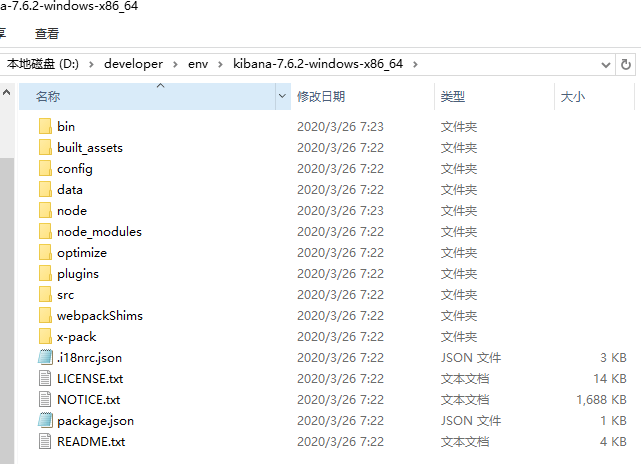 na-7.6.2-windows-x86_64
查看
本地磁盘 (D:) > developer > env > kibana-7.6.2-windows-x86_64 >
名称 修改日期 类型 大小
bin 2020/3/26 7:23 文件夹
built_assets 2020/3/26 7:22 文件夹
config 2020/3/26 7:22 文件夹
data 2020/3/26 7:22 文件夹
node 2020/3/26 7:23 文件夹
node_modules 2020/3/26 7:22 文件夹
optimize 2020/3/26 7:22 文件夹
plugins 2020/3/26 7:22 文件夹
src 2020/3/26 7:22 文件夹
webpackShims 2020/3/26 7:22 文件夹
x-pack 2020/3/26 7:22 文件夹
.i18nrc.json 2020/3/26 7:22 JSON 文件 3 KB
LICENSE.txt 2020/3/26 7:22 文本文档 14 KB
NOTICE.txt 2020/3/26 7:22 文本文档 1,688 KB
package.json 2020/3/26 7:22 JSON 文件 1 KB
README.txt 2020/3/26 7:22 文本文档 4 KB